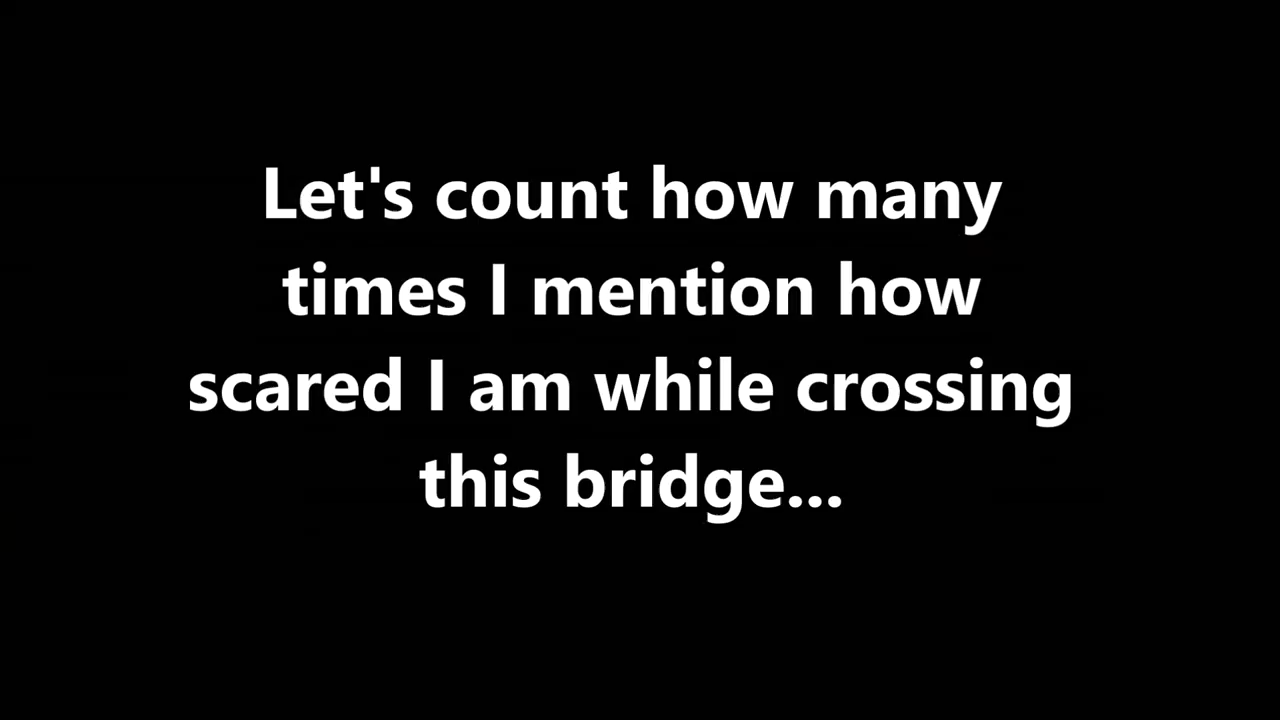 Let's count how many
times I mention how
scared I am while crossing
this bridge...